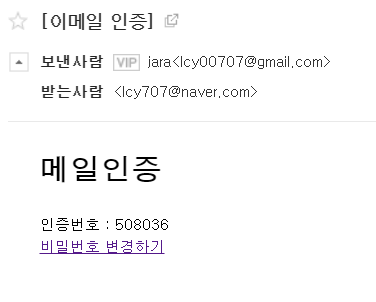 [이메일 인증]
보낸사람 VIP jara<lcy00707@gmail.com>
받는사람 <lcy707@naver.com>
메일인증
인증번호 : 508036
비밀번호 변경하기